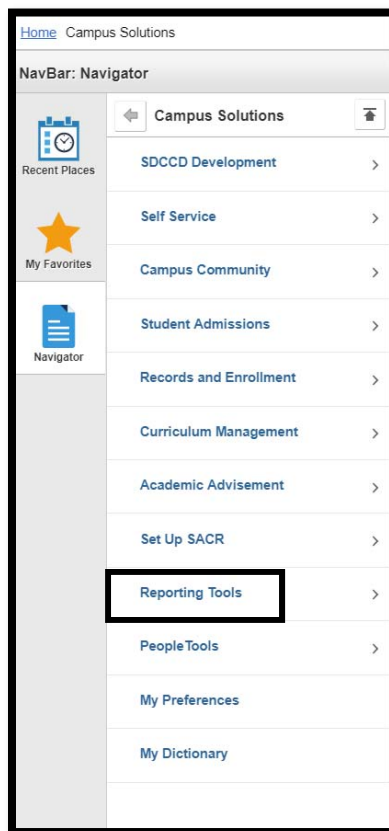 Home Campus Solutions
NavBar: Navigator
Recent Places
My Favorites
Navigator
Campus Solutions
SDCCD Development
Self Service
Campus Community
Student Admissions
Records and Enrollment
Curriculum Management
Academic Advisement
Set Up SACR
Reporting Tools
PeopleTools
My Preferences
My Dictionary